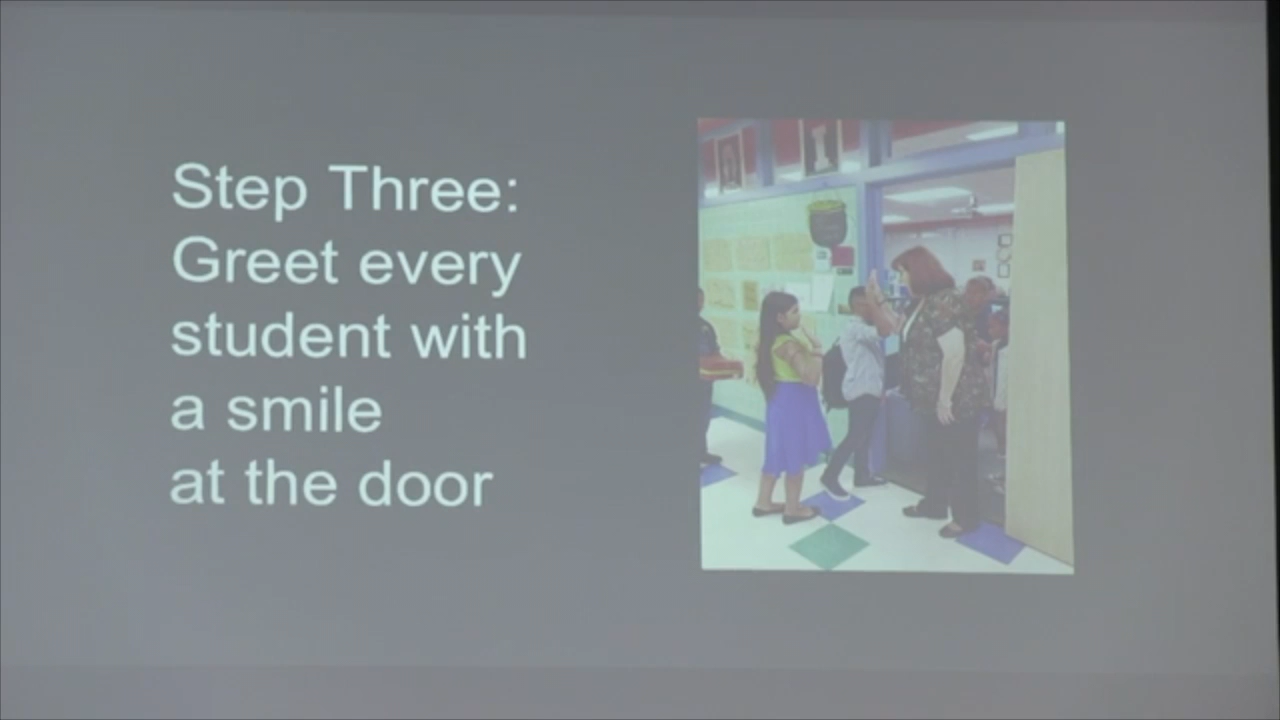 Step Three:
Greet every
student with
a smile
at the door